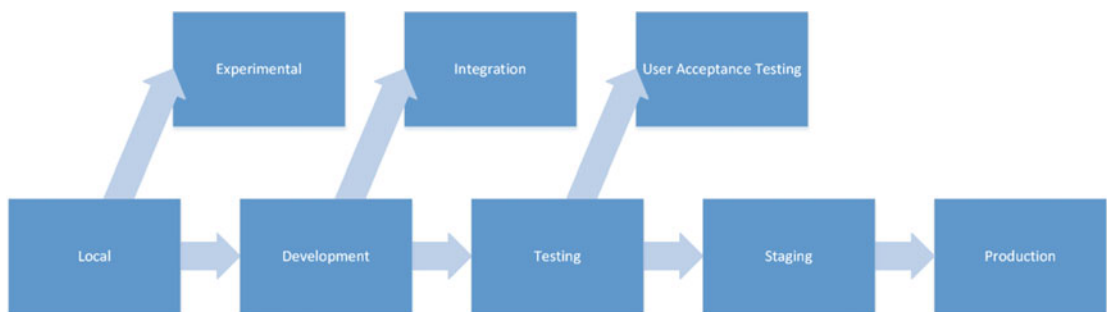 Experimental
Integration
User Acceptance Testing
Local
Development
Testing
Staging
Production